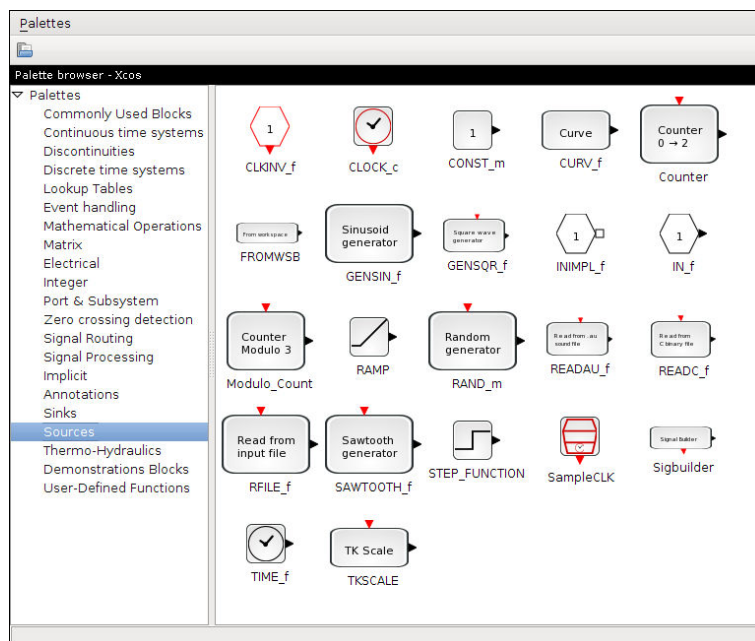 Palettes
Palette browser - Xcos
Palettes
Commonly Used Blocks
Continuous time systems
Discontinuities
Discrete time systems
Lookup Tables
Event handling
Mathematical Operations
Matrix
Electrical
Integer
Port & Subsystem
Zero crossing detection
Signal Routing
Signal Processing
Implicit
Annotations
Sinks
Sources
Thermo-Hydraulics
Demonstrations Blocks
User-Defined Functions
1
CLKINV_f
CLOCK_c
1
CONST_m
Curve
CURV_f
Counter
0 → 2
Counter
From workspace
FROMWSB
Sinusoid
generator
GENSIN_f
Square wave
generator
GENSQR_f
1
INIMPL_f
1
IN_f
Counter
Modulo 3
Modulo_Count
RAMP
Random
generator
RAND_m
Read from .au
sound file
READAU_f
Read from
C binary file
READC_f
Read from
input file
RFILE_f
Sawtooth
generator
SAWTOOTH_f
STEP_FUNCTION
SampleCLK
Signal Builder
Sigbuilder
TIME_f
TK Scale
TKSCALE